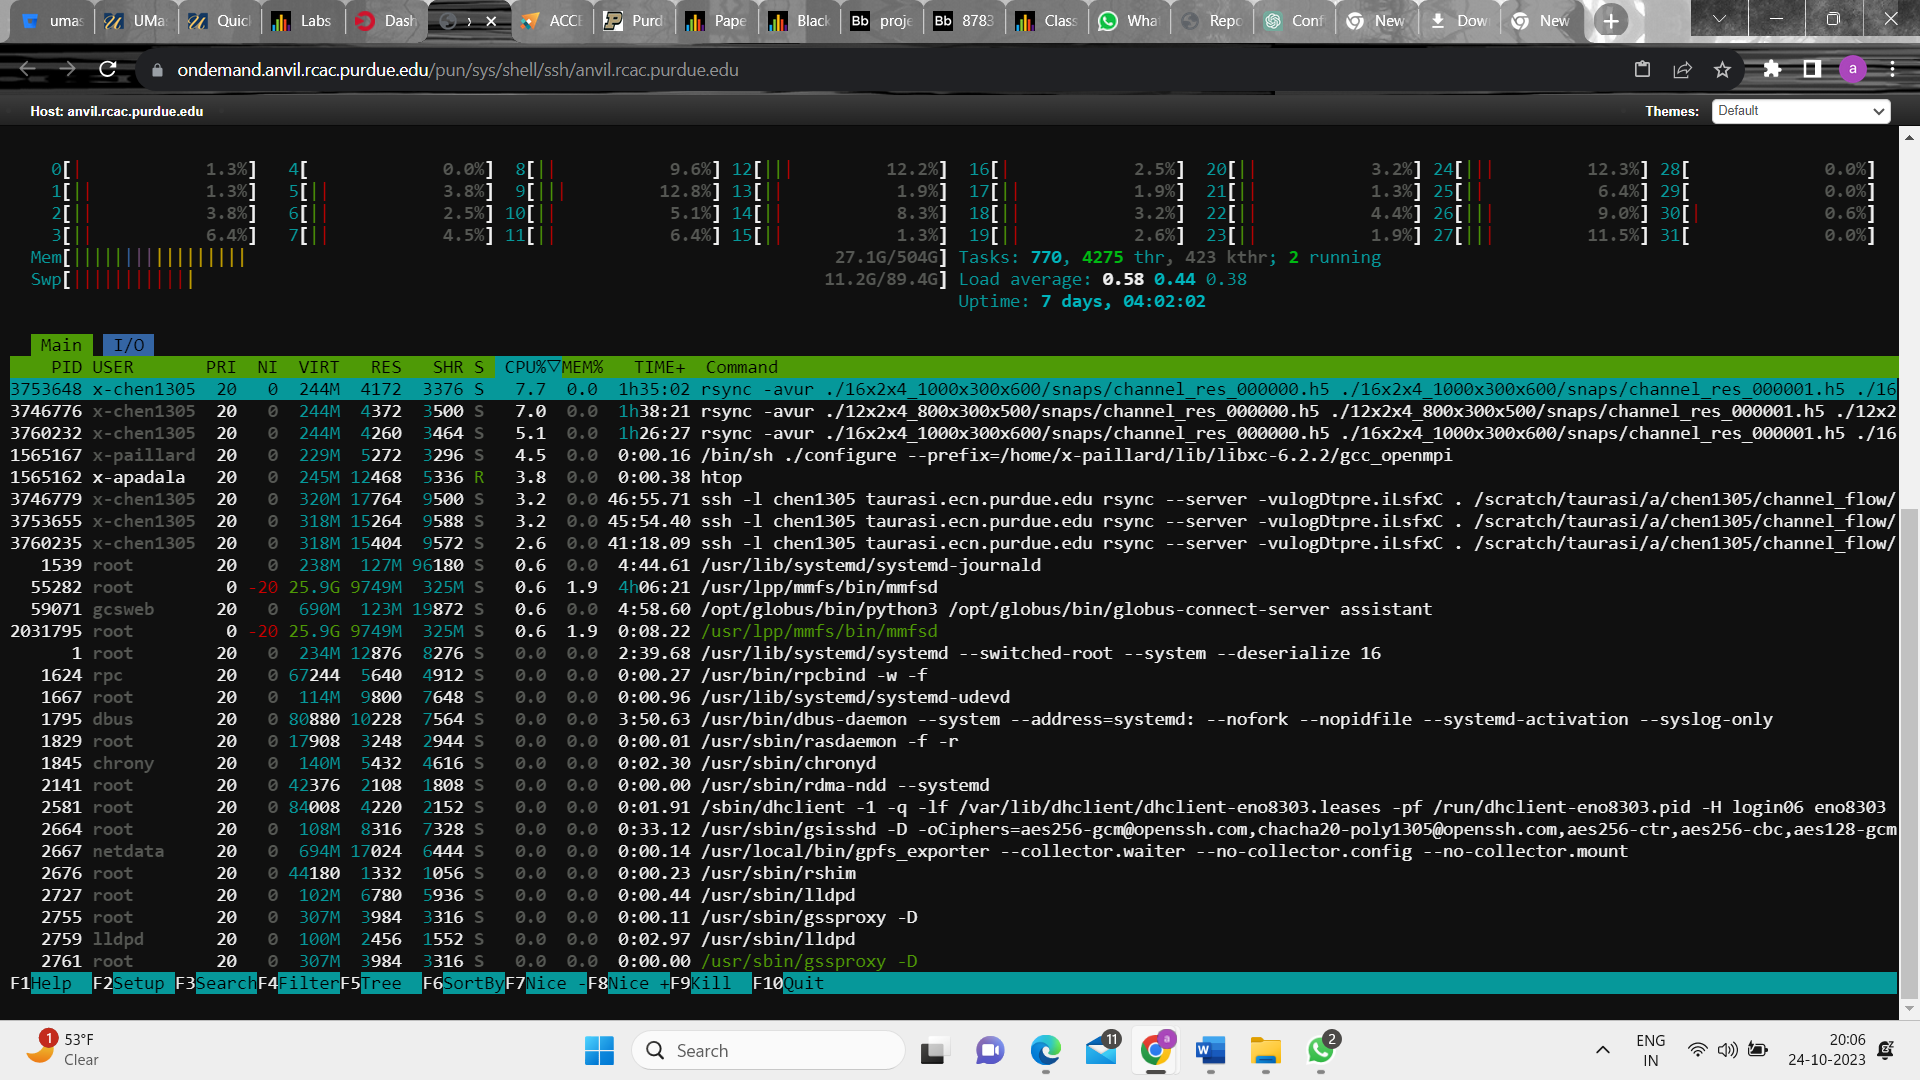 umas UMas Quick Labs Dash x ACCE Purd Pape Black proje 8783 Class What Repo Conf New Dow New
ondemand.anvil.rcac.purdue.edu/pun/sys/shell/ssh/anvil.rcac.purdue.edu a
Host: anvil.rcac.purdue.edu Themes: Default
0[| 1.3%] 4[ 0.0%] 8[|| 9.6%] 12[||| 12.2%] 16[| 2.5%] 20[|| 3.2%] 24[||| 12.3%] 28[ 0.0%]
1[|| 1.3%] 5[|| 3.8%] 9[||| 12.8%] 13[|| 1.9%] 17[|| 1.9%] 21[|| 1.3%] 25[|| 6.4%] 29[ 0.0%]
2[|| 3.8%] 6[|| 2.5%] 10[|| 5.1%] 14[|| 8.3%] 18[|| 3.2%] 22[|| 4.4%] 26[||| 9.0%] 30[| 0.6%]
3[|| 6.4%] 7[|| 4.5%] 11[|| 6.4%] 15[|| 1.3%] 19[|| 2.6%] 23[|| 1.9%] 27[||| 11.5%] 31[ 0.0%]
Mem[||||||||||||||||| 27.1G/504G] Tasks: 770, 4275 thr, 423 kthr; 2 running
Swp[|||||||||||| 11.2G/89.4G] Load average: 0.58 0.44 0.38
Uptime: 7 days, 04:02:02
Main I/O
PID USER PRI NI VIRT RES SHR S CPU%▽MEM% TIME+ Command
3753648 x-chen1305 20 0 244M 4172 3376 S 7.7 0.0 1h35:02 rsync -avur ./16x2x4_1000x300x600/snaps/channel_res_000000.h5 ./16x2x4_1000x300x600/snaps/channel_res_000001.h5 ./16
3746776 x-chen1305 20 0 244M 4372 3500 S 7.0 0.0 1h38:21 rsync -avur ./12x2x4_800x300x500/snaps/channel_res_000000.h5 ./12x2x4_800x300x500/snaps/channel_res_000001.h5 ./12x2
3760232 x-chen1305 20 0 244M 4260 3464 S 5.1 0.0 1h26:27 rsync -avur ./16x2x4_1000x300x600/snaps/channel_res_000000.h5 ./16x2x4_1000x300x600/snaps/channel_res_000001.h5 ./16
1565167 x-paillard 20 0 229M 5272 3296 S 4.5 0.0 0:00.16 /bin/sh ./configure --prefix=/home/x-paillard/lib/libxc-6.2.2/gcc_openmpi
1565162 x-apadala 20 0 245M 12468 5336 R 3.8 0.0 0:00.38 htop
3746779 x-chen1305 20 0 320M 17764 9500 S 3.2 0.0 46:55.71 ssh -l chen1305 taurasi.ecn.purdue.edu rsync --server -vulogDtpre.iLsfxC . /scratch/taurasi/a/chen1305/channel_flow/
3753655 x-chen1305 20 0 318M 15264 9588 S 3.2 0.0 45:54.40 ssh -l chen1305 taurasi.ecn.purdue.edu rsync --server -vulogDtpre.iLsfxC . /scratch/taurasi/a/chen1305/channel_flow/
3760235 x-chen1305 20 0 318M 15404 9572 S 2.6 0.0 41:18.09 ssh -l chen1305 taurasi.ecn.purdue.edu rsync --server -vulogDtpre.iLsfxC . /scratch/taurasi/a/chen1305/channel_flow/
1539 root 20 0 238M 127M 96180 S 0.6 0.0 4:44.61 /usr/lib/systemd/systemd-journald
55282 root 0 -20 25.9G 9749M 325M S 0.6 1.9 4h06:21 /usr/lpp/mmfs/bin/mmfsd
59071 gcsweb 20 0 690M 123M 19872 S 0.6 0.0 4:58.60 /opt/globus/bin/python3 /opt/globus/bin/globus-connect-server assistant
2031795 root 0 -20 25.9G 9749M 325M S 0.6 1.9 0:08.22 /usr/lpp/mmfs/bin/mmfsd
1 root 20 0 234M 12876 8276 S 0.0 0.0 2:39.68 /usr/lib/systemd/systemd --switched-root --system --deserialize 16
1624 rpc 20 0 67244 5640 4912 S 0.0 0.0 0:00.27 /usr/bin/rpcbind -w -f
1667 root 20 0 114M 9800 7648 S 0.0 0.0 0:00.96 /usr/lib/systemd/systemd-udevd
1795 dbus 20 0 80880 10228 7564 S 0.0 0.0 3:50.63 /usr/bin/dbus-daemon --system --address=systemd: --nofork --nopidfile --systemd-activation --syslog-only
1829 root 20 0 17908 3248 2944 S 0.0 0.0 0:00.01 /usr/sbin/rasdaemon -f -r
1845 chrony 20 0 140M 5432 4616 S 0.0 0.0 0:02.30 /usr/sbin/chronyd
2141 root 20 0 42376 2108 1808 S 0.0 0.0 0:00.00 /usr/sbin/rdma-ndd --systemd
2581 root 20 0 84008 4220 2152 S 0.0 0.0 0:01.91 /sbin/dhclient -1 -q -lf /var/lib/dhclient/dhclient-eno8303.leases -pf /run/dhclient-eno8303.pid -H login06 eno8303
2664 root 20 0 108M 8316 7328 S 0.0 0.0 0:33.12 /usr/sbin/gsisshd -D -oCiphers=aes256-gcm@openssh.com,chacha20-poly1305@openssh.com,aes256-ctr,aes256-cbc,aes128-gcm
2667 netdata 20 0 694M 17024 6444 S 0.0 0.0 0:00.14 /usr/local/bin/gpfs_exporter --collector.waiter --no-collector.config --no-collector.mount
2676 root 20 0 44180 1332 1056 S 0.0 0.0 0:00.23 /usr/sbin/rshim
2727 root 20 0 102M 6780 5936 S 0.0 0.0 0:00.44 /usr/sbin/lldpd
2755 root 20 0 307M 3984 3316 S 0.0 0.0 0:00.11 /usr/sbin/gssproxy -D
2759 lldpd 20 0 100M 2456 1552 S 0.0 0.0 0:02.97 /usr/sbin/lldpd
2761 root 20 0 307M 3984 3316 S 0.0 0.0 0:00.00 /usr/sbin/gssproxy -D
F1Help F2Setup F3SearchF4FilterF5Tree F6SortByF7Nice -F8Nice +F9Kill F10Quit
1 53°F Search 11 a 2 ENG 20:06
Clear IN 24-10-2023